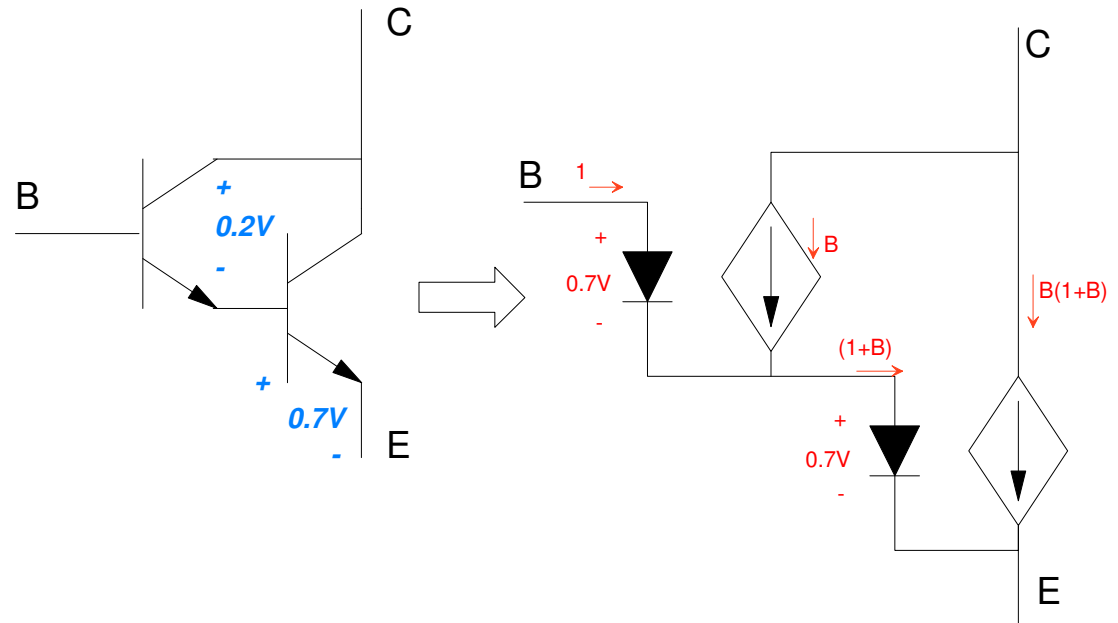 C
B
+
0.2V
-
+
0.7V
-
E
C
B
1
+
0.7V
-
B
B(1+B)
(1+B)
+
0.7V
-
E